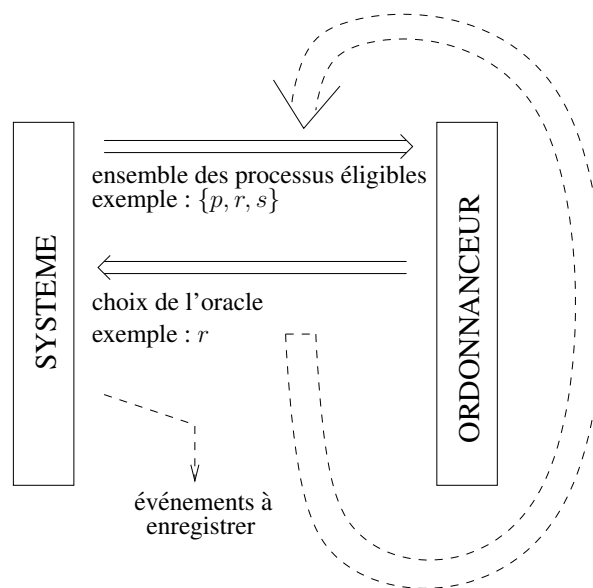 SYSTEME
ensemble des processus éligibles
exemple : {p, r, s}
choix de l'oracle
exemple : r
événements à
enregistrer
ORDONNANCEUR